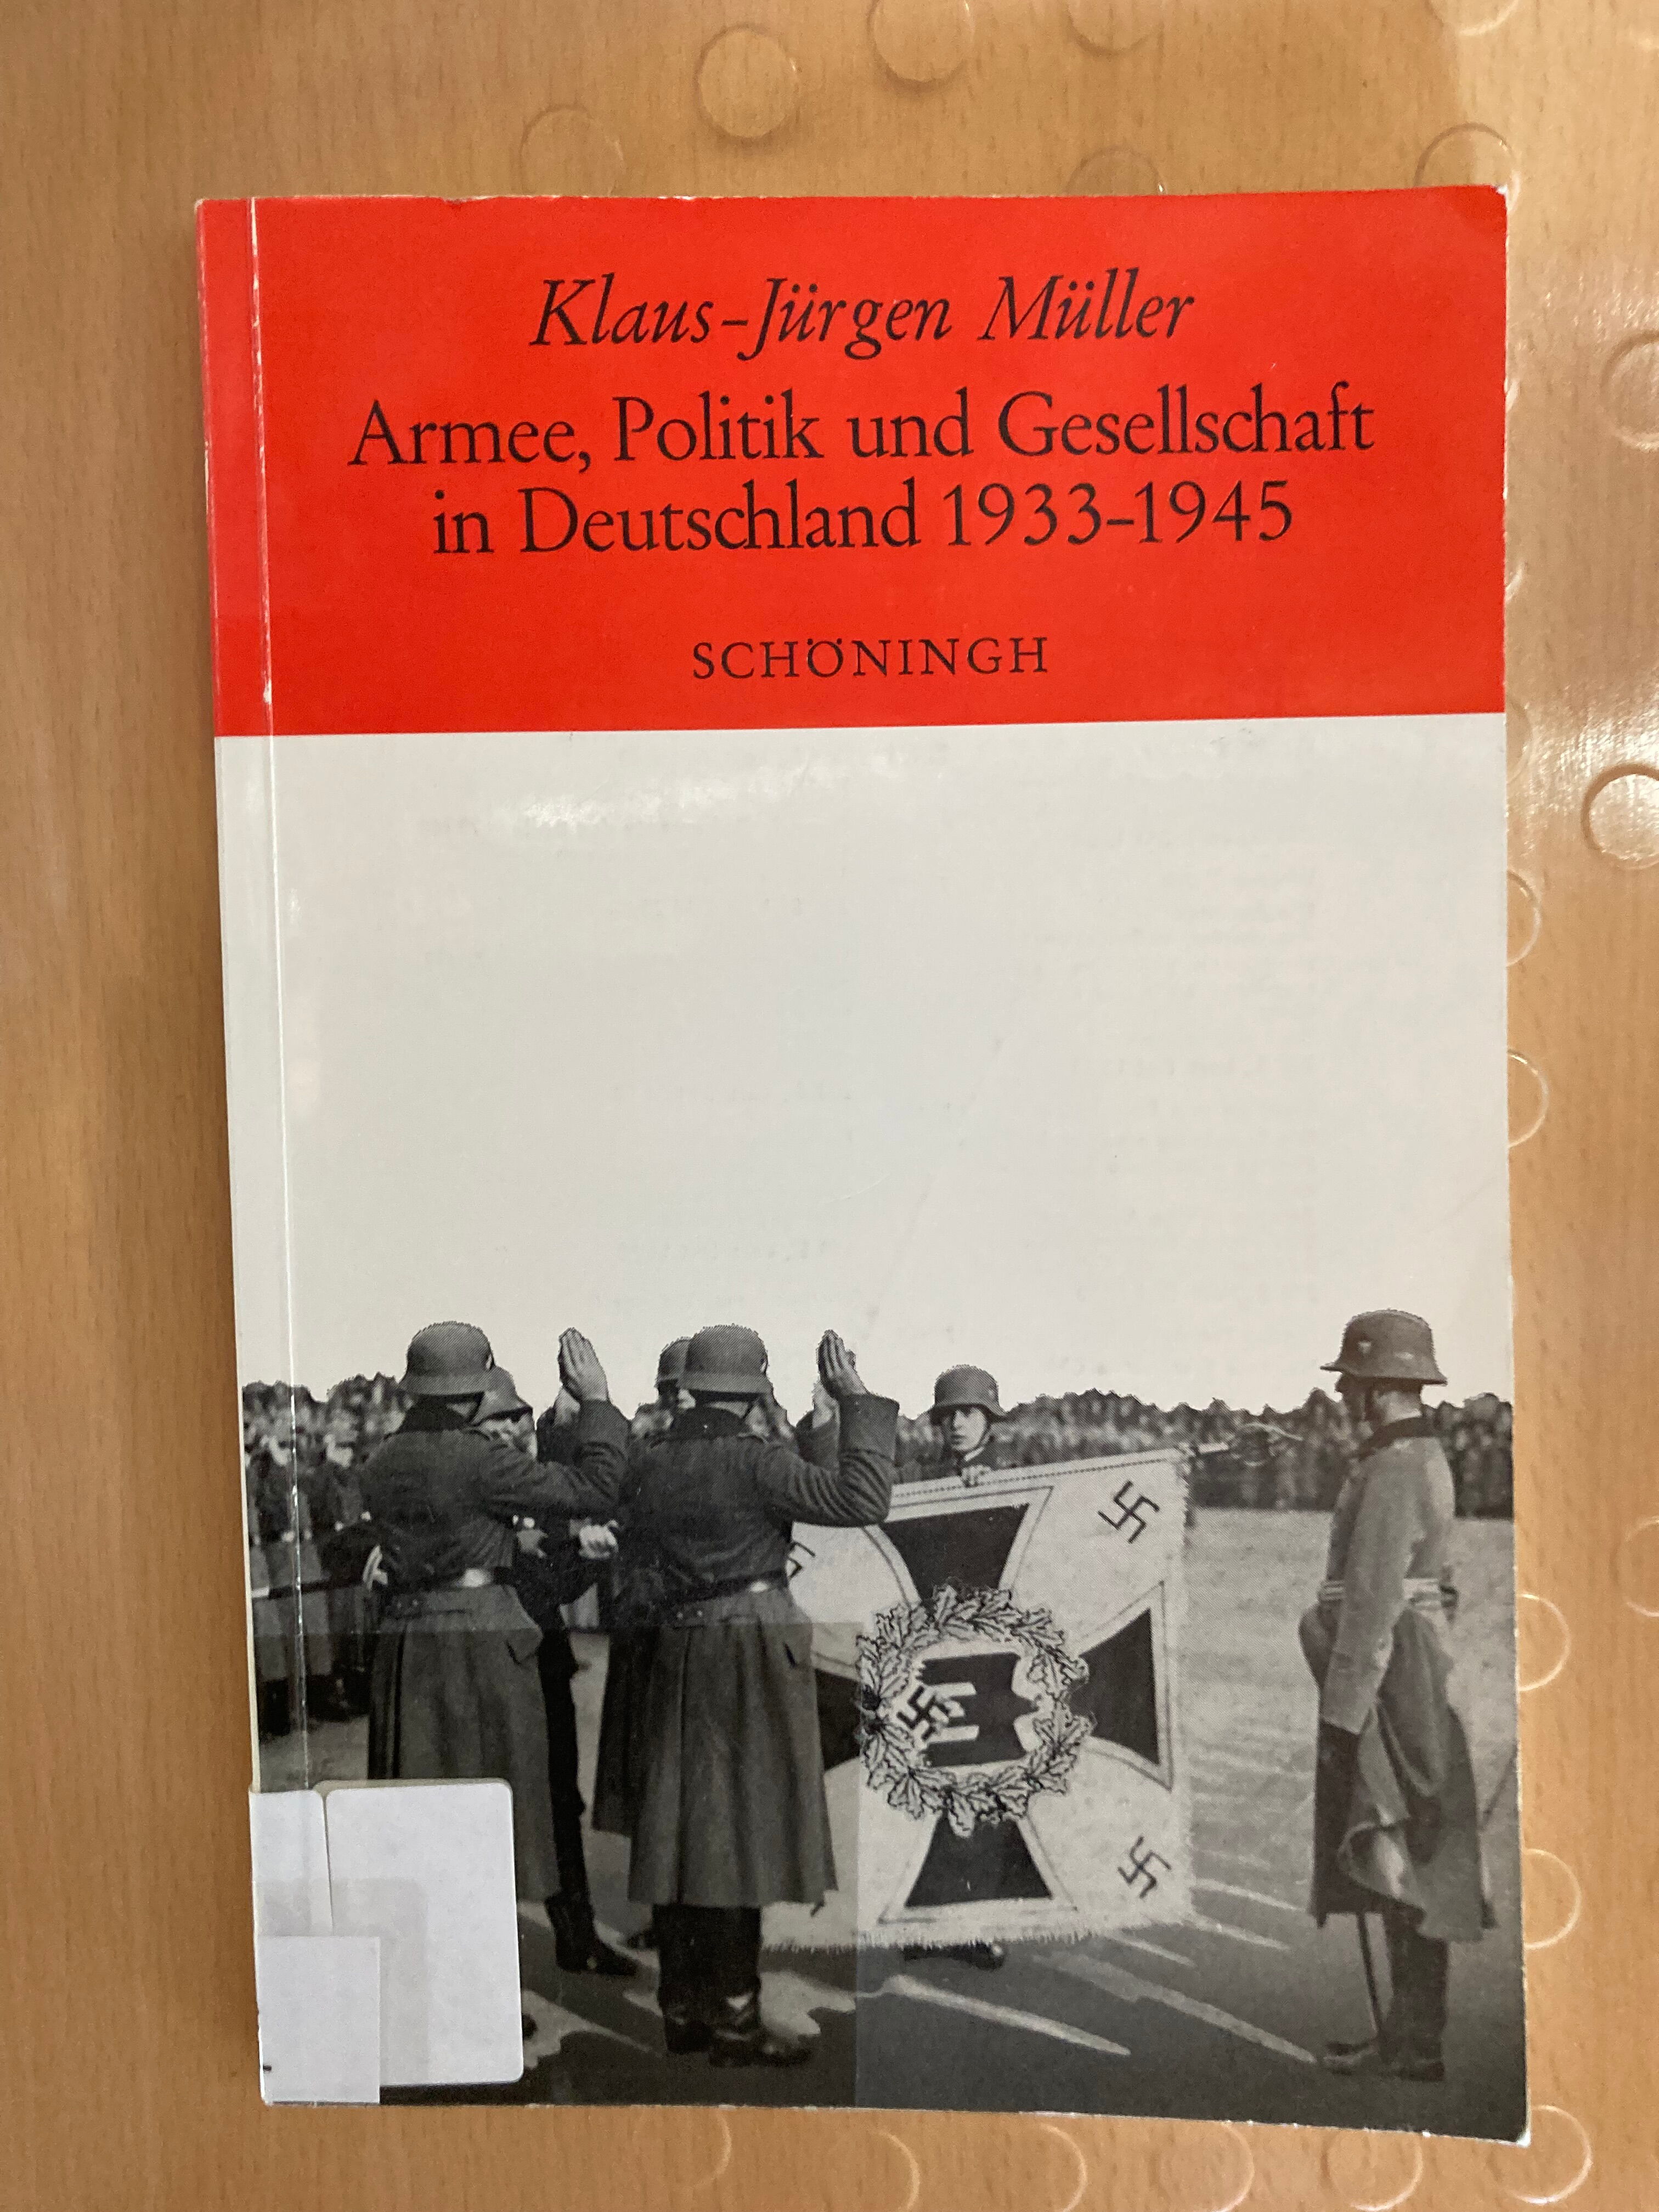 Klaus-Jürgen Müller
Armee, Politik und Gesellschaft
in Deutschland 1933–1945
SCHÖNINGH